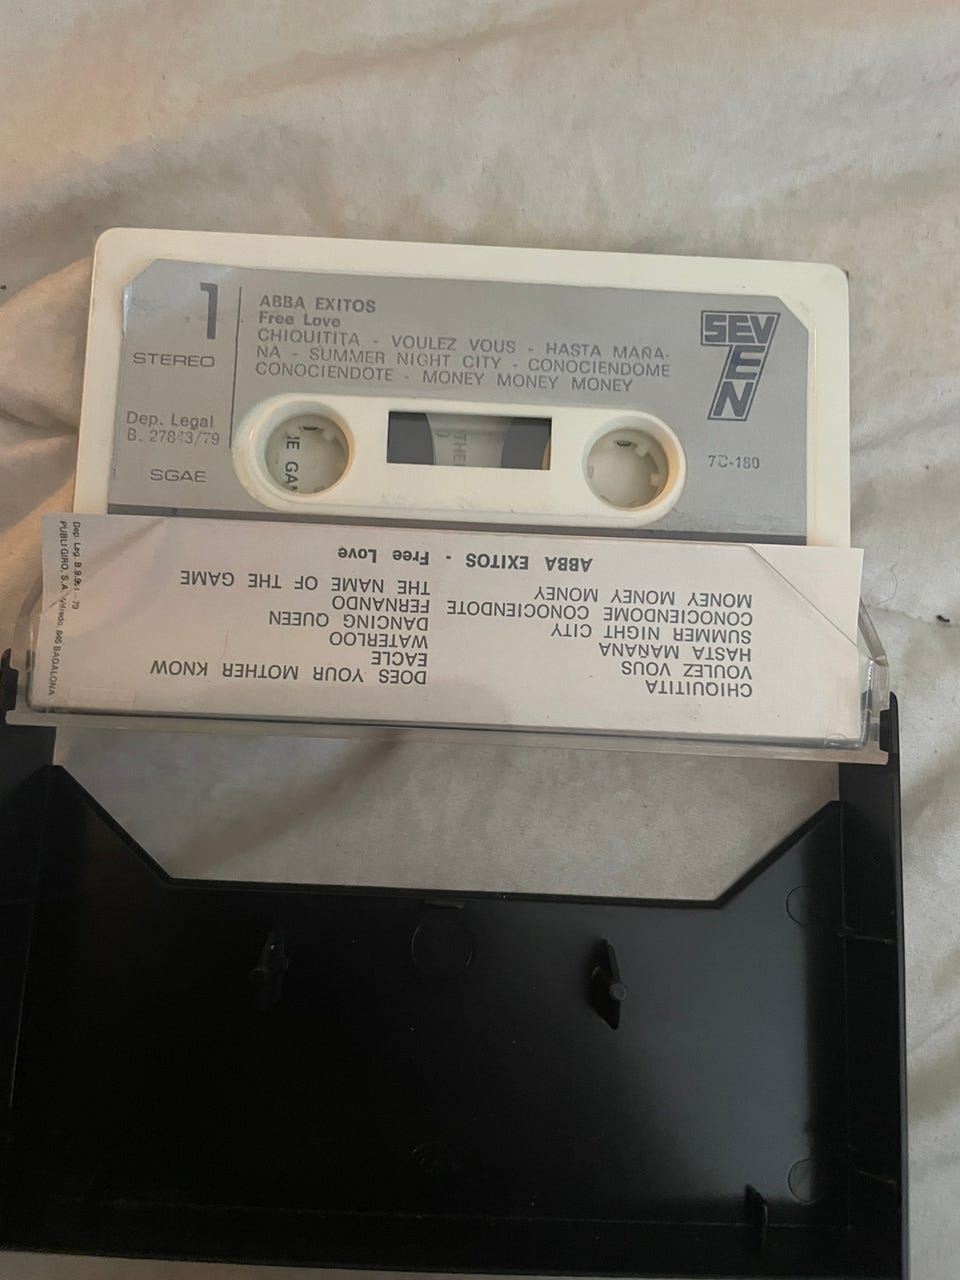 1
STEREO
Dep. Legal
B. 27843/79
SGAE
ABBA EXITOS
Free Love
CHIQUITITA - VOULEZ VOUS - HASTA MAÑA-
NA - SUMMER NIGHT CITY - CONOCIENDOME
CONOCIENDOTE - MONEY MONEY MONEY
SEVEN
7C-180
ABBA EXITOS - Free Love
CHIQUITITA
VOULEZ VOUS
HASTA MAÑANA
SUMMER NIGHT CITY
CONOCIENDOME CONOCIENDOTE
MONEY MONEY MONEY
DOES YOUR MOTHER KNOW
EAGLE
WATERLOO
DANCING QUEEN
FERNANDO
THE NAME OF THE GAME
PUBLI GIRO, S.A. BADALONA